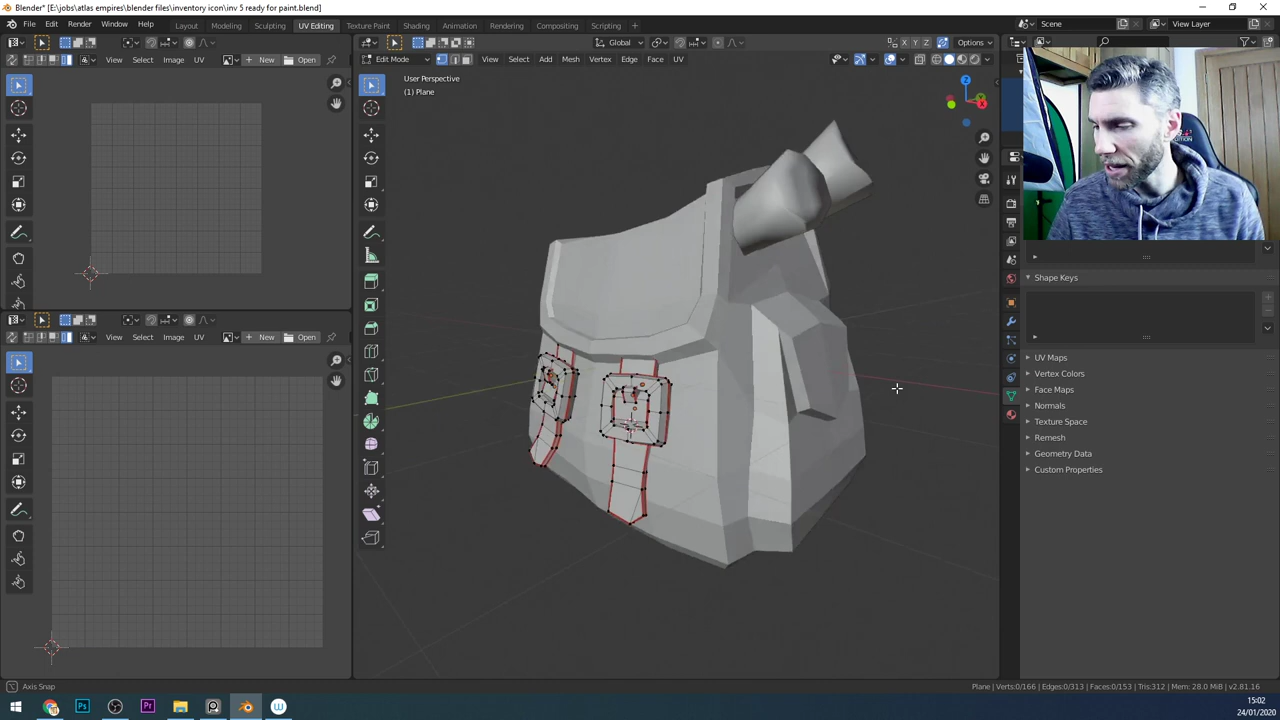 Blender* [E:\jobs\atlas empires\blender files\inventory icon\inv 5 ready for paint.blend]
File Edit Render Window Help Layout Modeling Sculpting UV Editing Texture Paint Shading Animation Rendering Compositing Scripting Scene View Layer
Global X Y Z Options
View Select UV New Open Edit Mode View Select Add Mesh Vertex Edge Face UV
User Perspective
(1) Plane
Z
Y
X
Shape Keys
View Select Image UV New Open
UV Maps
Vertex Colors
Face Maps
Normals
Texture Space
Remesh
Geometry Data
Custom Properties
Axis Snap Plane | Verts:0/166 | Edges:0/313 | Faces:0/153 | Tris:312 | Mem: 28.0 MiB | v2.81.16
Ps Pr 15:02
24/01/2020